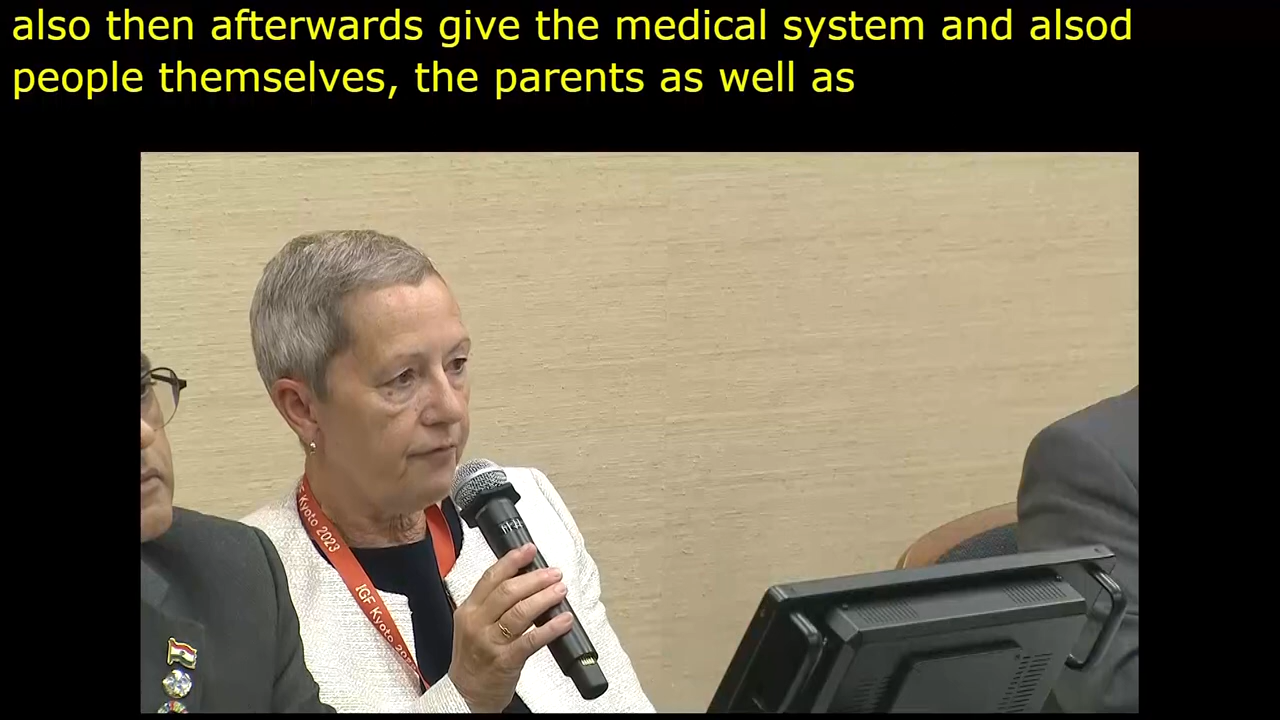 also then afterwards give the medical system and alsod
people themselves, the parents as well as
IGF Kyoto 2023
IGF Kyoto